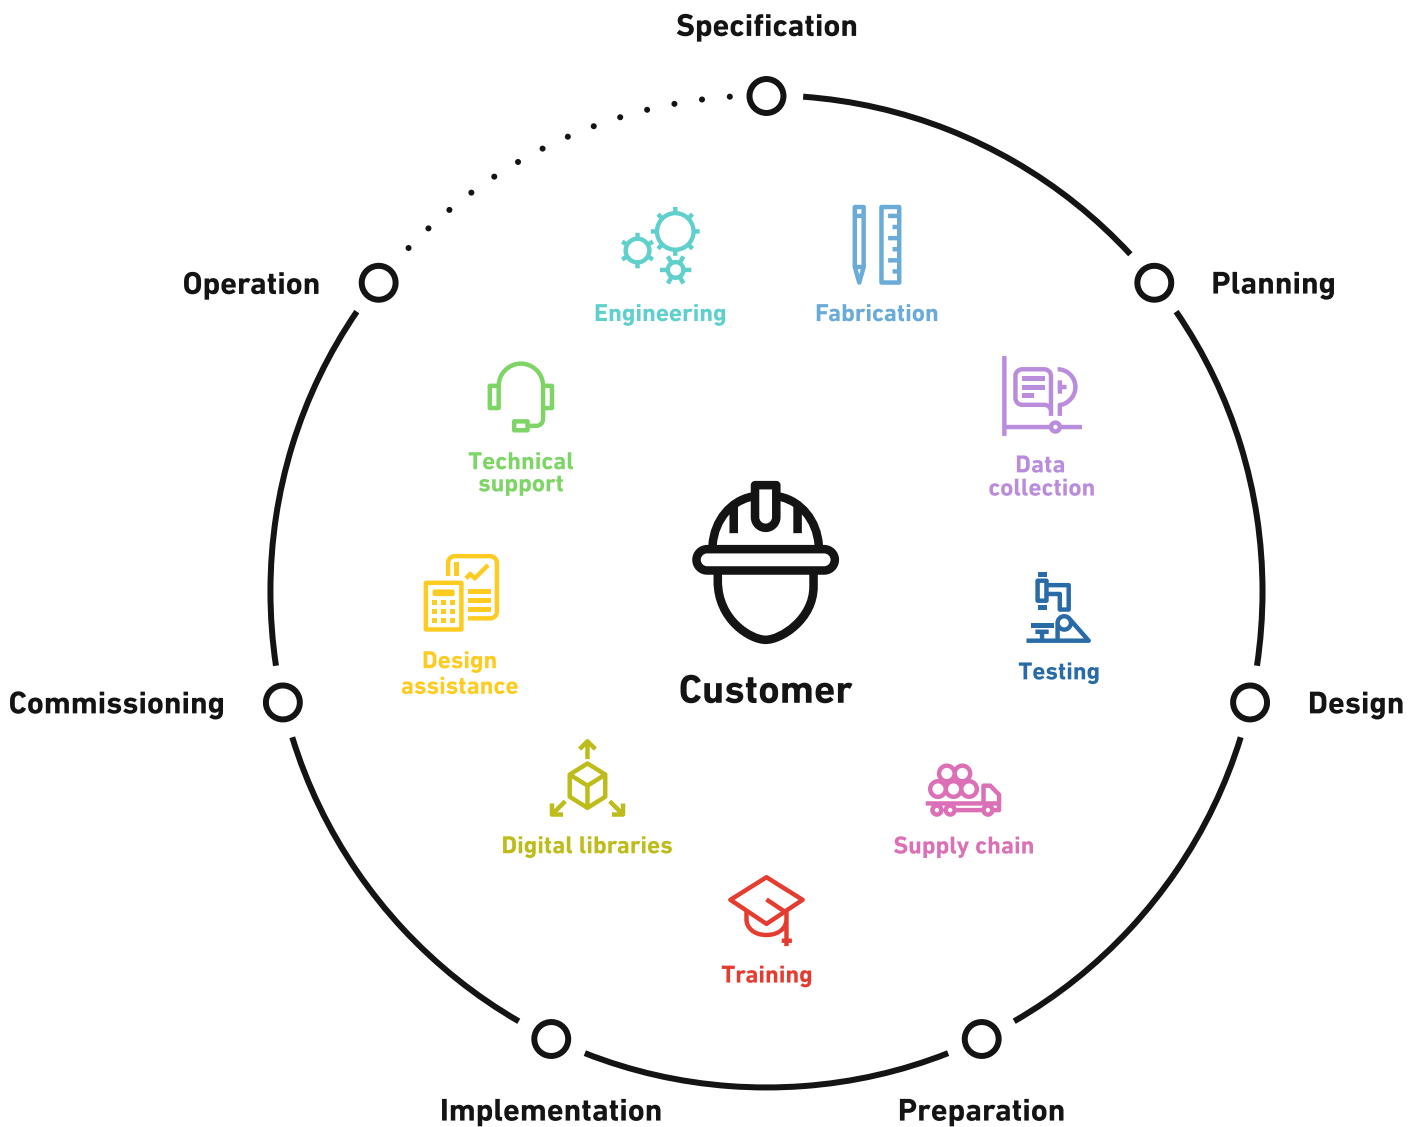 Specification
Operation
Planning
Engineering
Fabrication
Technical
support
Data
collection
Design
assistance
Testing
Customer
Commissioning
Design
Digital libraries
Supply chain
Training
Implementation
Preparation